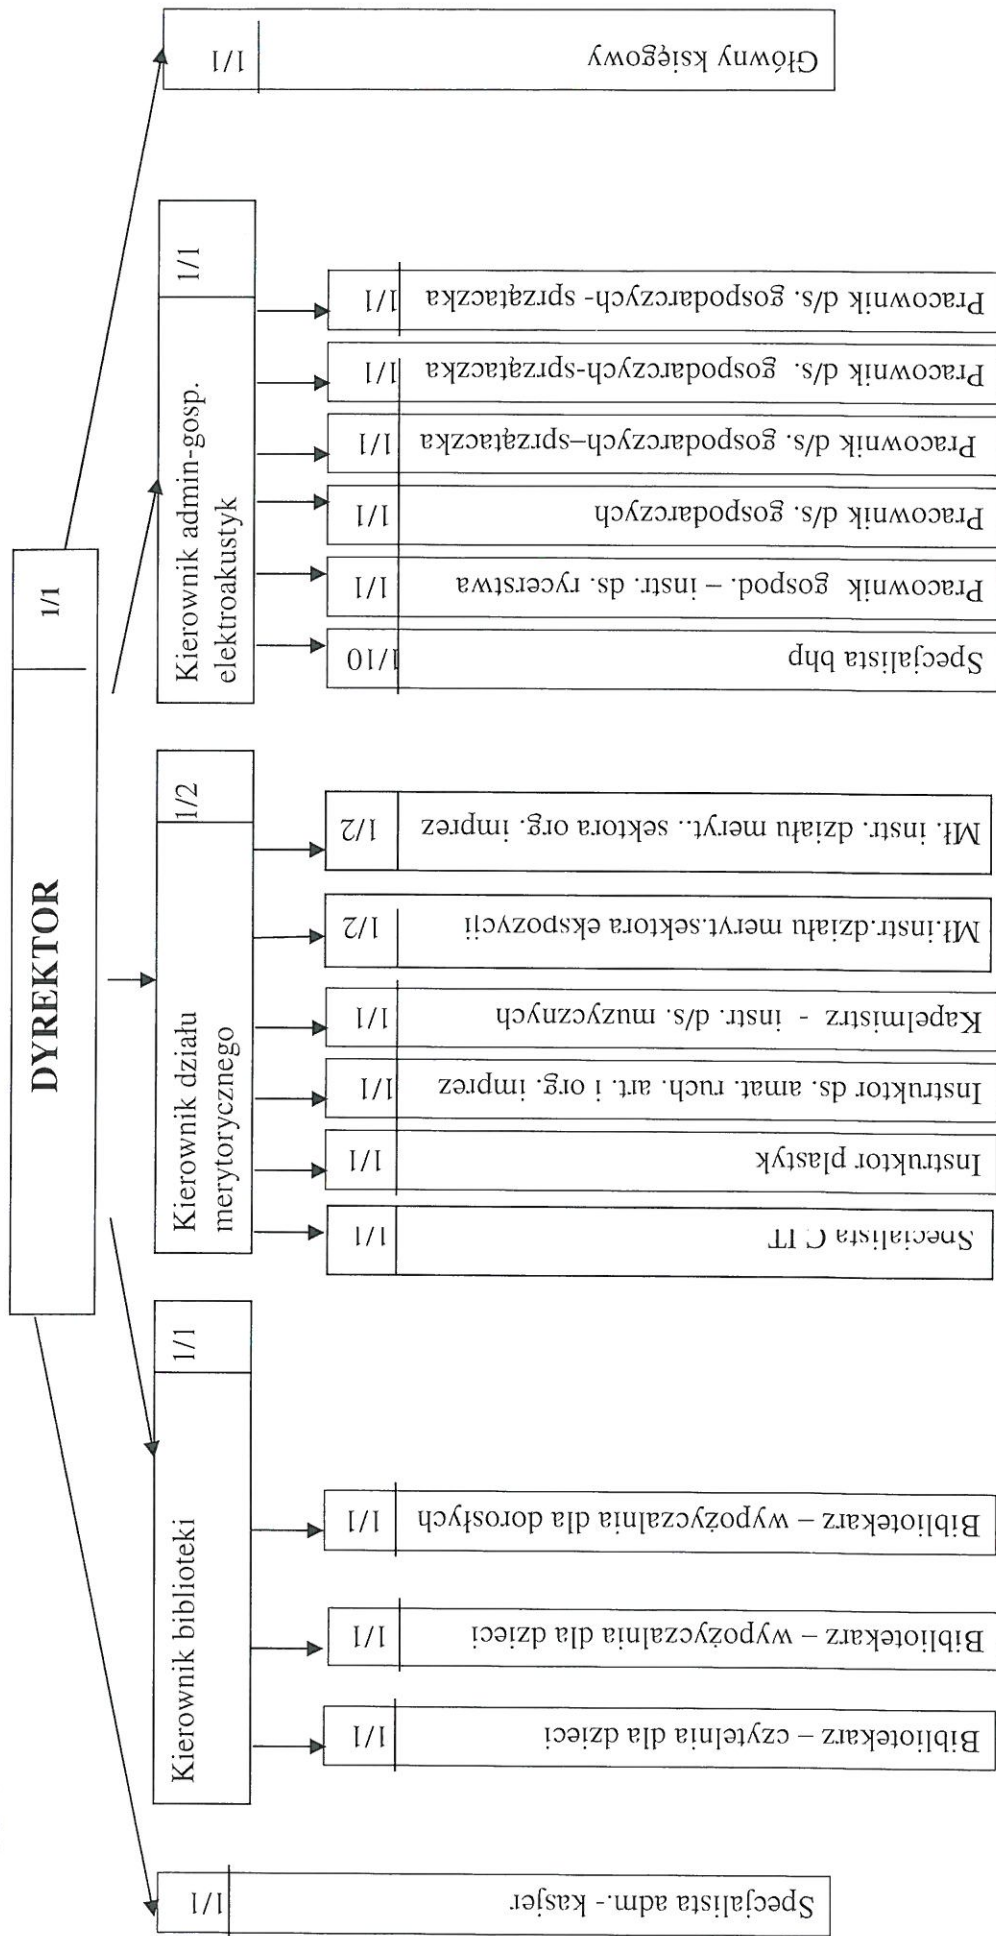 DYREKTOR
1/1
Specjalista adm.- kasjer
1/1
Kierownik biblioteki
1/1
Bibliotekarz – czytelnia dla dzieci
1/1
Bibliotekarz – wypożyczalnia dla dzieci
1/1
Bibliotekarz – wypożyczalnia dla dorosłych
1/1
Kierownik działu
merytorycznego
1/2
Specjalista C IT
1/1
Instruktor plastyk
1/1
Instruktor ds. amat. ruch. art. i org. imprez
1/1
Kapelmistrz - instr. d/s. muzycznych
1/1
Mł.instr.działu meryt.sektora ekspozycji
1/2
Mł. instr. działu meryt.. sektora org. imprez
1/2
Kierownik admin-gosp.
elektroakustyk
1/1
Specjalista bhp
1/10
Pracownik gospod. – instr. ds. rycerstwa
1/1
Pracownik d/s. gospodarczych
1/1
Pracownik d/s. gospodarczych–sprzątaczka
1/1
Pracownik d/s. gospodarczych-sprzątaczka
1/1
Pracownik d/s. gospodarczych- sprzątaczka
1/1
Główny księgowy
1/1